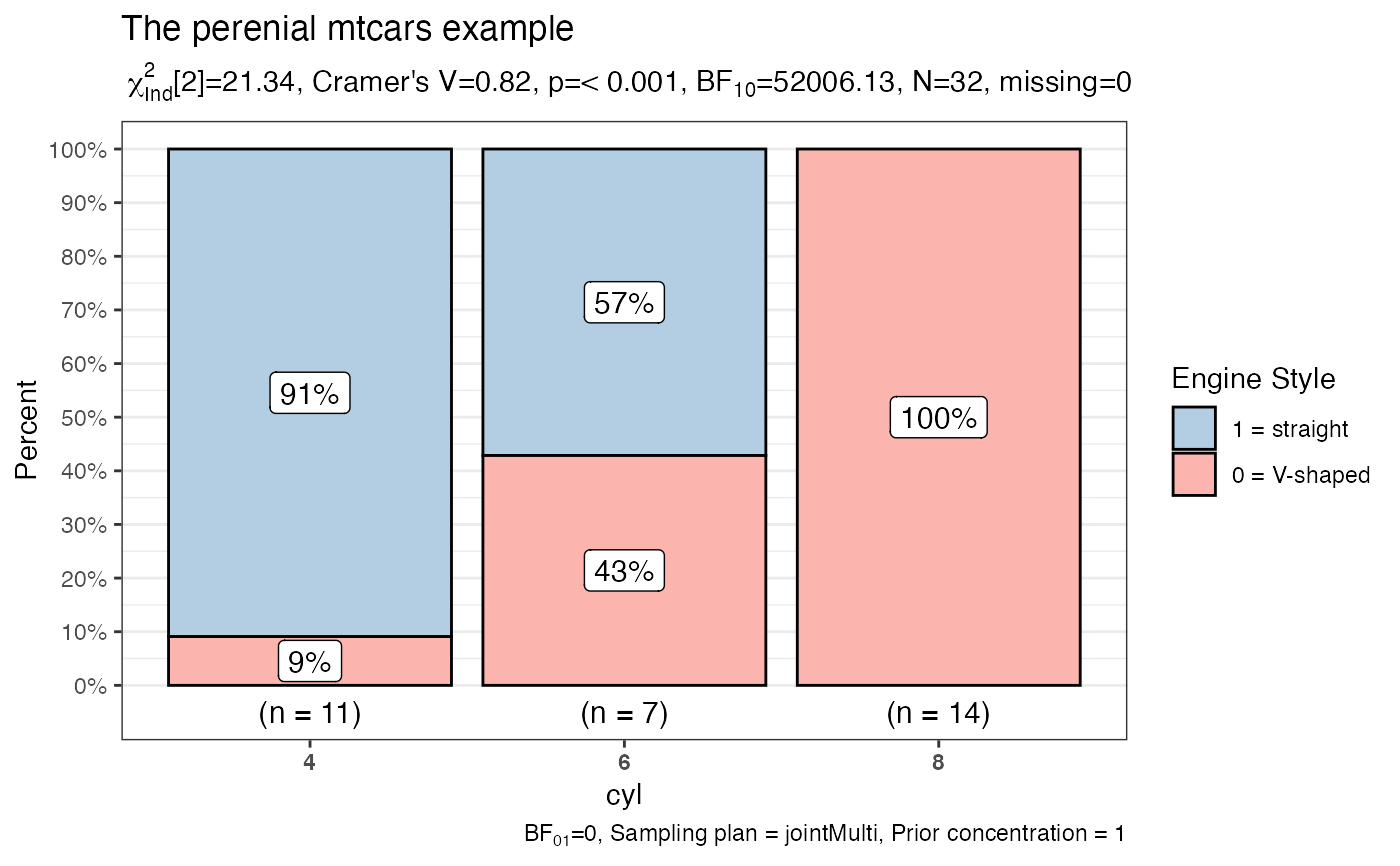 The perenial mtcars example
χ²Ind[2]=21.34, Cramer's V=0.82, p=< 0.001, BF₁₀=52006.13, N=32, missing=0
Percent
100%
90%
80%
70%
60%
50%
40%
30%
20%
10%
0%
91%
9%
57%
43%
100%
(n = 11) (n = 7) (n = 14)
4 6 8
cyl
Engine Style
1 = straight
0 = V-shaped
BF₀₁=0, Sampling plan = jointMulti, Prior concentration = 1